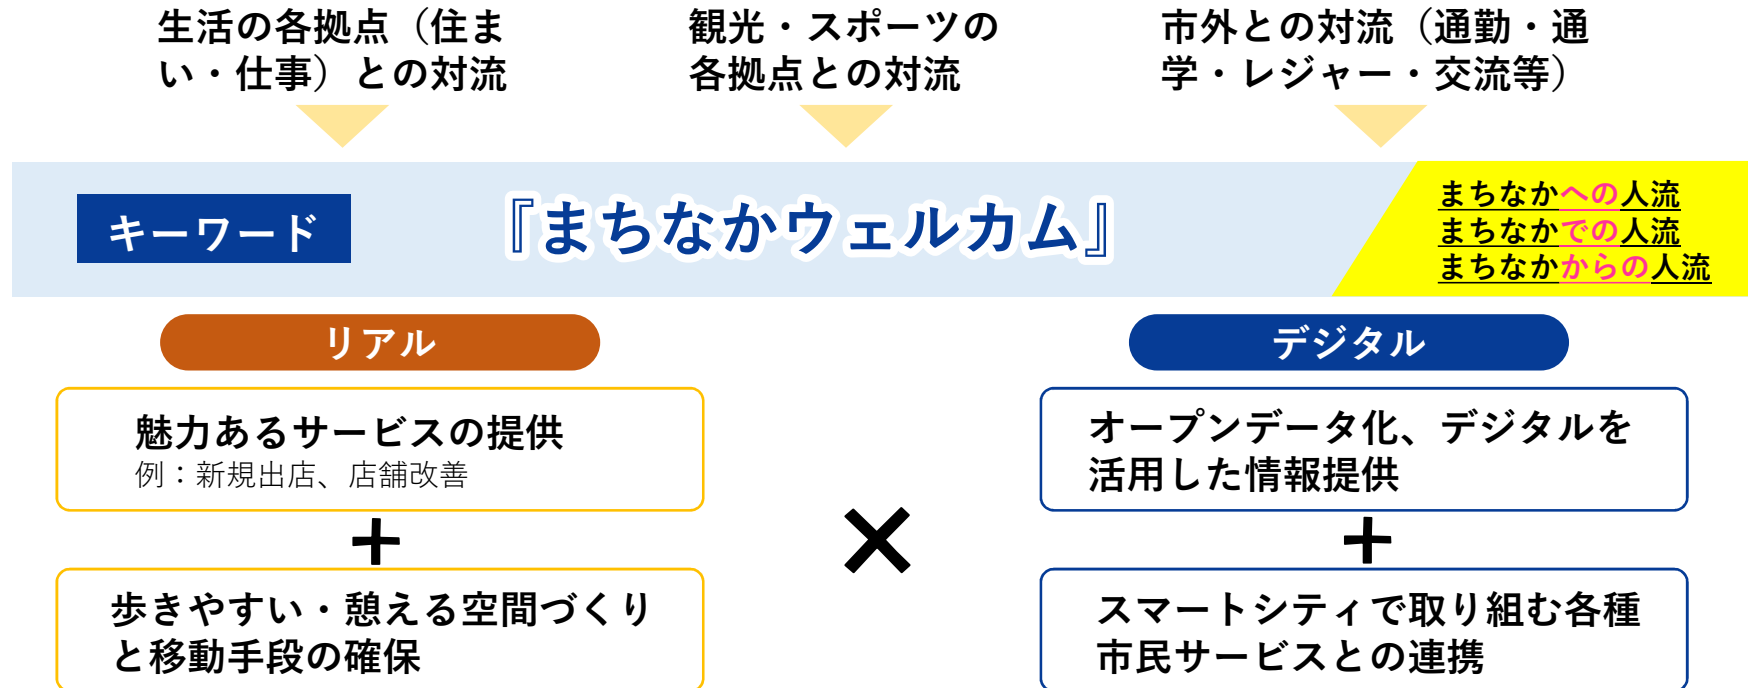 生活の各拠点（住ま
い・仕事）との対流
観光・スポーツの
各拠点との対流
市外との対流（通勤・通
学・レジャー・交流等）
キーワード
『まちなかウェルカム』
まちなかへの人流
まちなかでの人流
まちなかからの人流
リアル
魅力あるサービスの提供
例：新規出店、店舗改善
＋
歩きやすい・憩える空間づくり
と移動手段の確保
×
デジタル
オープンデータ化、デジタルを
活用した情報提供
＋
スマートシティで取り組む各種
市民サービスとの連携